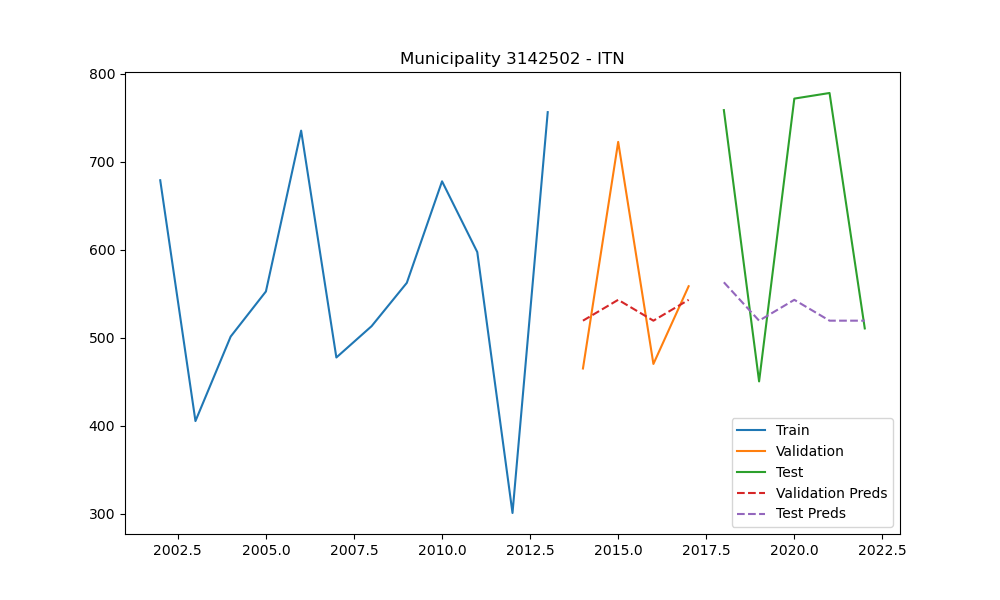 Municipality 3142502 - ITN
800
700
600
500
400
300
2002.5 2005.0 2007.5 2010.0 2012.5 2015.0 2017.5 2020.0 2022.5
Train
Validation
Test
Validation Preds
Test Preds